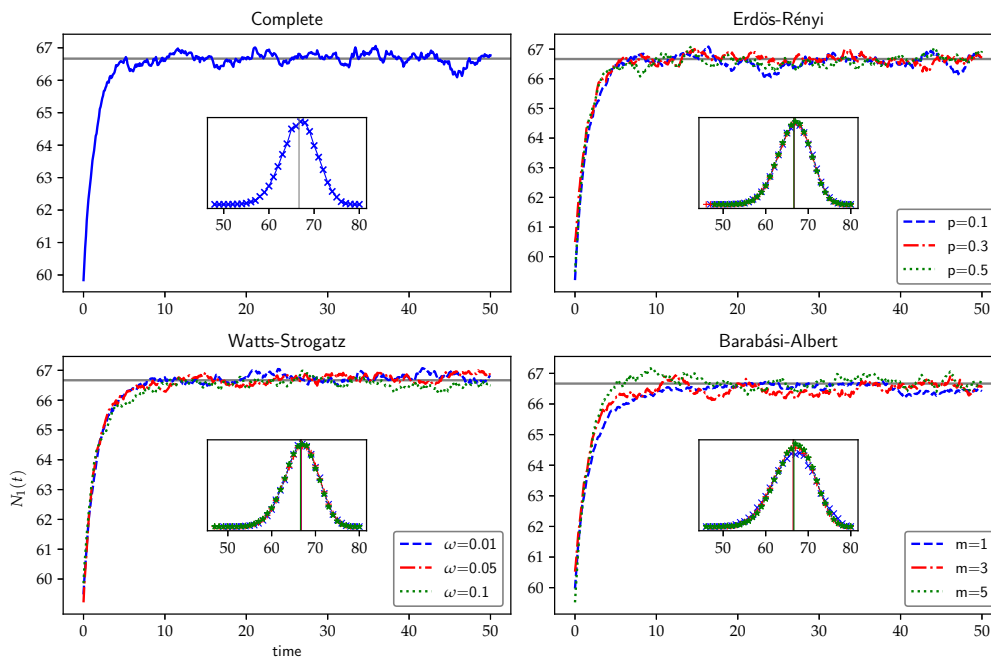 Complete
67
66
65
64
63
62
61
60
50 60 70 80
0 10 20 30 40 50
Erdös-Rényi
67
66
65
64
63
62
61
60
50 60 70 80
p=0.1
p=0.3
p=0.5
0 10 20 30 40 50
Watts-Strogatz
67
66
65
64
63
62
61
60
N₁(t)
50 60 70 80
ω=0.01
ω=0.05
ω=0.1
0 10 20 30 40 50
time
Barabási-Albert
67
66
65
64
63
62
61
60
50 60 70 80
m=1
m=3
m=5
0 10 20 30 40 50